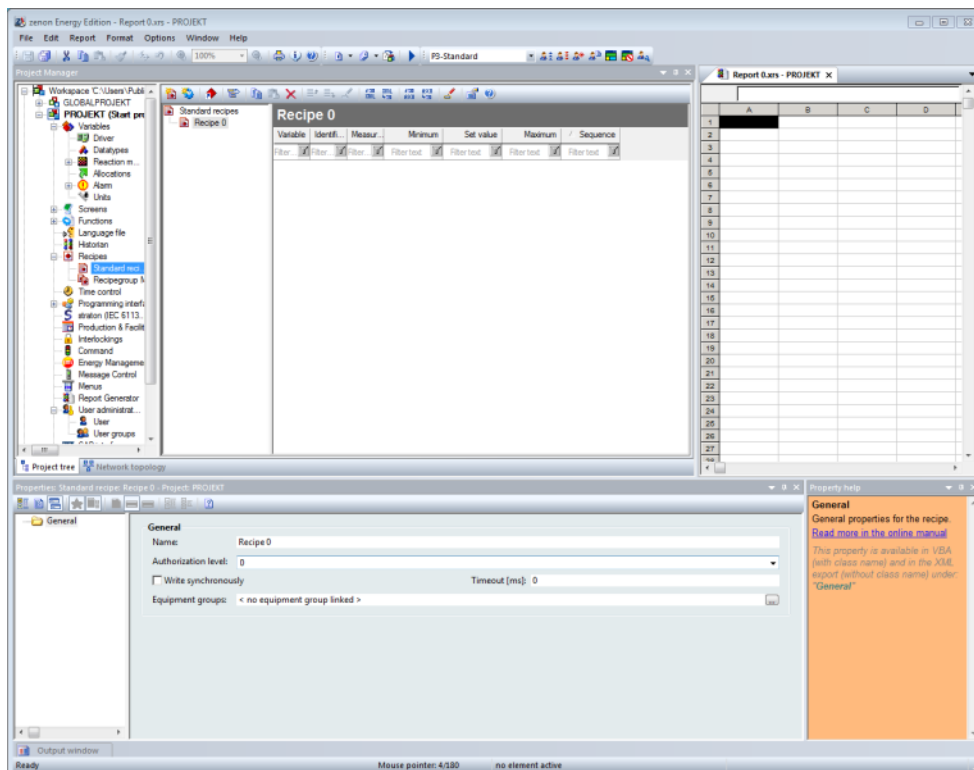 zenon Energy Edition - Report 0.xrs - PROJEKT
File Edit Report Format Options Window Help
100% P3-Standard
Project Manager
Report 0.xrs - PROJEKT
Workspace 'C:\Users\Publi
GLOBALPROJEKT
PROJEKT (Start pro
Variables
Driver
Datatypes
Reaction m...
Allocations
Alarm
Units
Screens
Functions
Language file
Historian
Recipes
Standard reci...
Recipegroup M
Time control
Programming interfa
straton (IEC 6113...
Production & Facilit
Interlockings
Command
Energy Manageme
Message Control
Menus
Report Generator
User administrat...
User
User groups
Project tree Network topology
Standard recipes
Recipe 0
Recipe 0
Variable Identifi... Measur... Minimum Set value Maximum / Sequence
Filter... Filter... Filter... Filter text Filter text Filter text Filter text
A B C D
1
2
3
4
5
6
7
8
9
10
11
12
13
14
15
16
17
18
19
20
21
22
23
24
25
26
27
Properties: Standard recipe: Recipe 0 - Project: PROJEKT
General
General
Name: Recipe 0
Authorization level: 0
Write synchronously Timeout [ms]: 0
Equipment groups: < no equipment group linked >
...
Property help
General
General properties for the recipe.
Read more in the online manual
This property is available in VBA
(with class name) and in the XML
export (without class name) under:
"General"
Output window
Ready Mouse pointer: 4/180 no element active